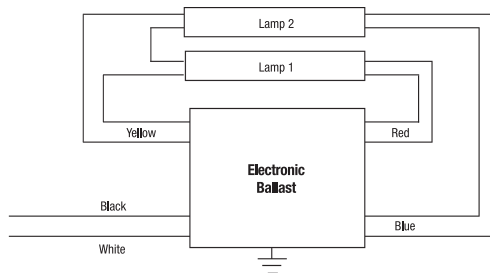 Lamp 2
Lamp 1
Yellow
Red
Electronic
Ballast
Black
Blue
White